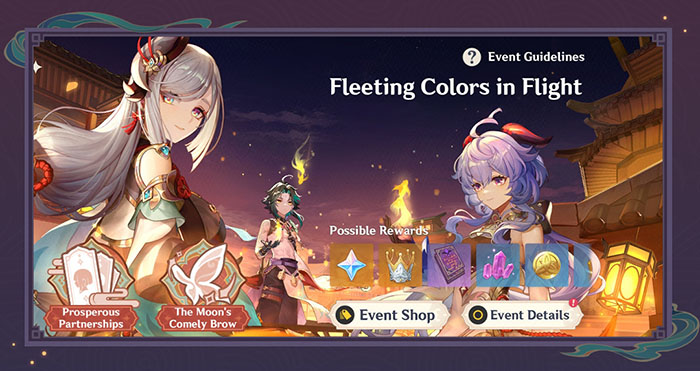 Event Guidelines
Fleeting Colors in Flight
Possible Rewards
Prosperous
Partnerships
The Moon's
Comely Brow
Event Shop
Event Details